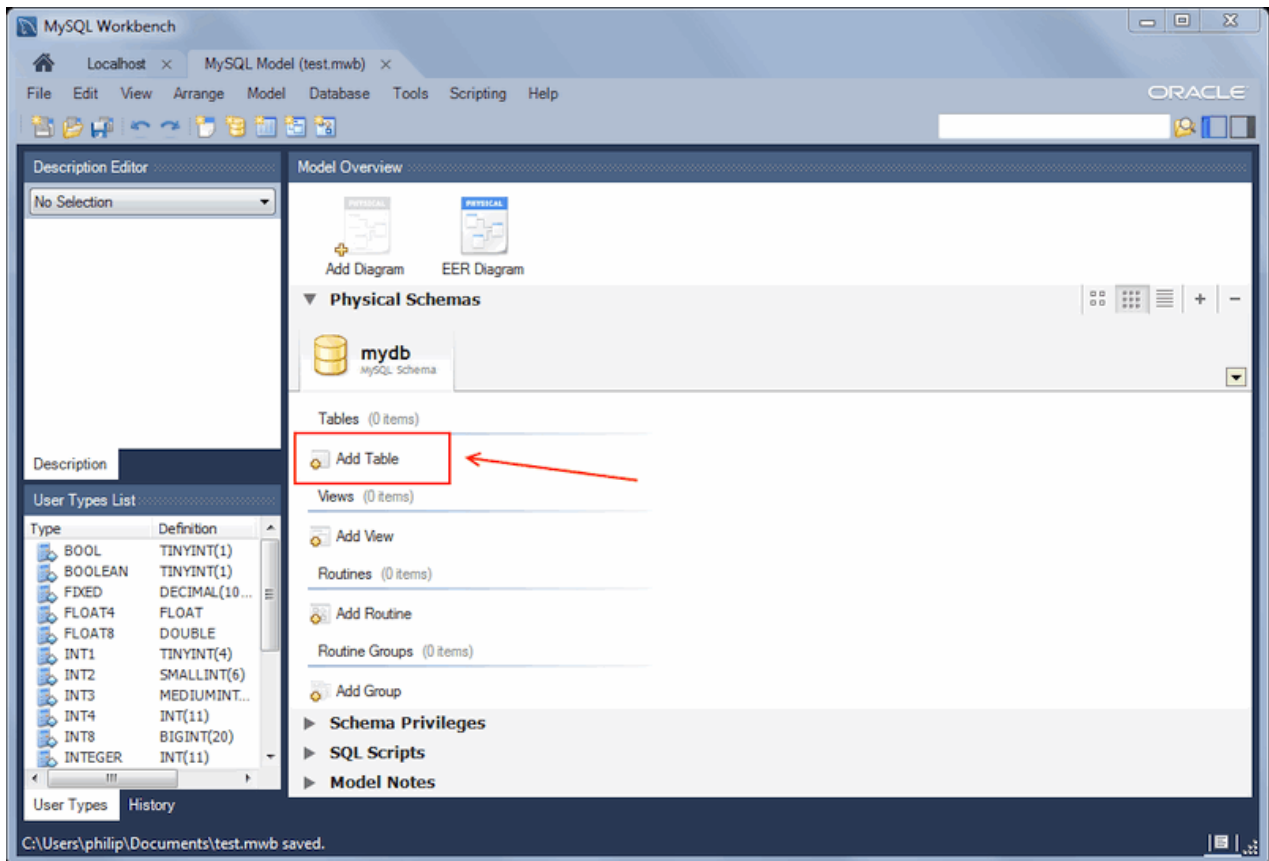 MySQL Workbench
Localhost
MySQL Model (test.mwb)
File Edit View Arrange Model Database Tools Scripting Help
ORACLE
Description Editor
No Selection
Description
User Types List
Type Definition
BOOL TINYINT(1)
BOOLEAN TINYINT(1)
FIXED DECIMAL(10...
FLOAT4 FLOAT
FLOAT8 DOUBLE
INT1 TINYINT(4)
INT2 SMALLINT(6)
INT3 MEDIUMINT...
INT4 INT(11)
INT8 BIGINT(20)
INTEGER INT(11)
User Types History
Model Overview
PHYSICAL
PHYSICAL
Add Diagram
EER Diagram
Physical Schemas
mydb
MySQL Schema
Tables (0 items)
Add Table
Views (0 items)
Add View
Routines (0 items)
Add Routine
Routine Groups (0 items)
Add Group
Schema Privileges
SQL Scripts
Model Notes
C:\Users\philip\Documents\test.mwb saved.